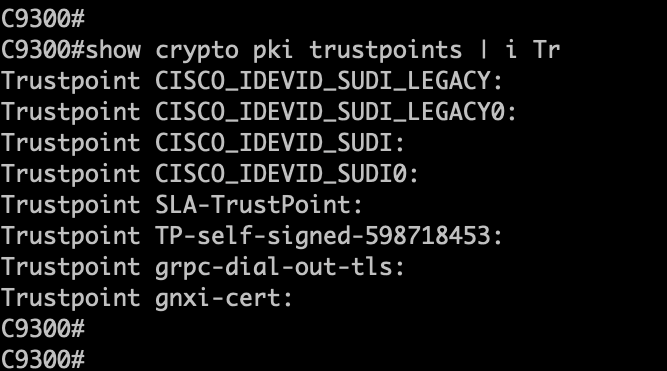 C9300#
C9300#show crypto pki trustpoints | i Tr
Trustpoint CISCO_IDEVID_SUDI_LEGACY:
Trustpoint CISCO_IDEVID_SUDI_LEGACY0:
Trustpoint CISCO_IDEVID_SUDI:
Trustpoint CISCO_IDEVID_SUDI0:
Trustpoint SLA-TrustPoint:
Trustpoint TP-self-signed-598718453:
Trustpoint grpc-dial-out-tls:
Trustpoint gnxi-cert:
C9300#
C9300#